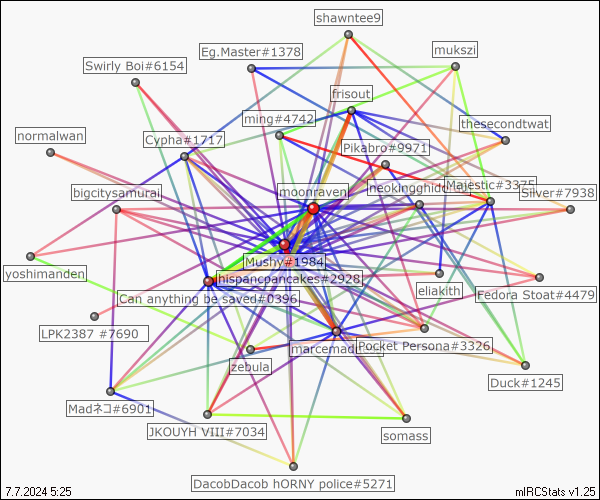 shawntee9
Eg.Master#1378
mukszi
Swirly Boi#6154
frisout
ming#4742
thesecondtwat
normalwan
Cypha#1717
Pikabro#9971
bigcitysamurai
moonraven
Majestic#3375
Silver#7938
Mushy#1984
yoshimanden
hispanopancakes#2928
Can anything be saved#0396
eliakith
Fedora Stoat#4479
LPK2387 #7690
Pocket Persona#3326
zebula
Duck#1245
Madネコ#6901
JKOUYH VIII#7034
somass
DacobDacob hORNY police#5271
7.7.2024 5:25
mIRCStats v1.25